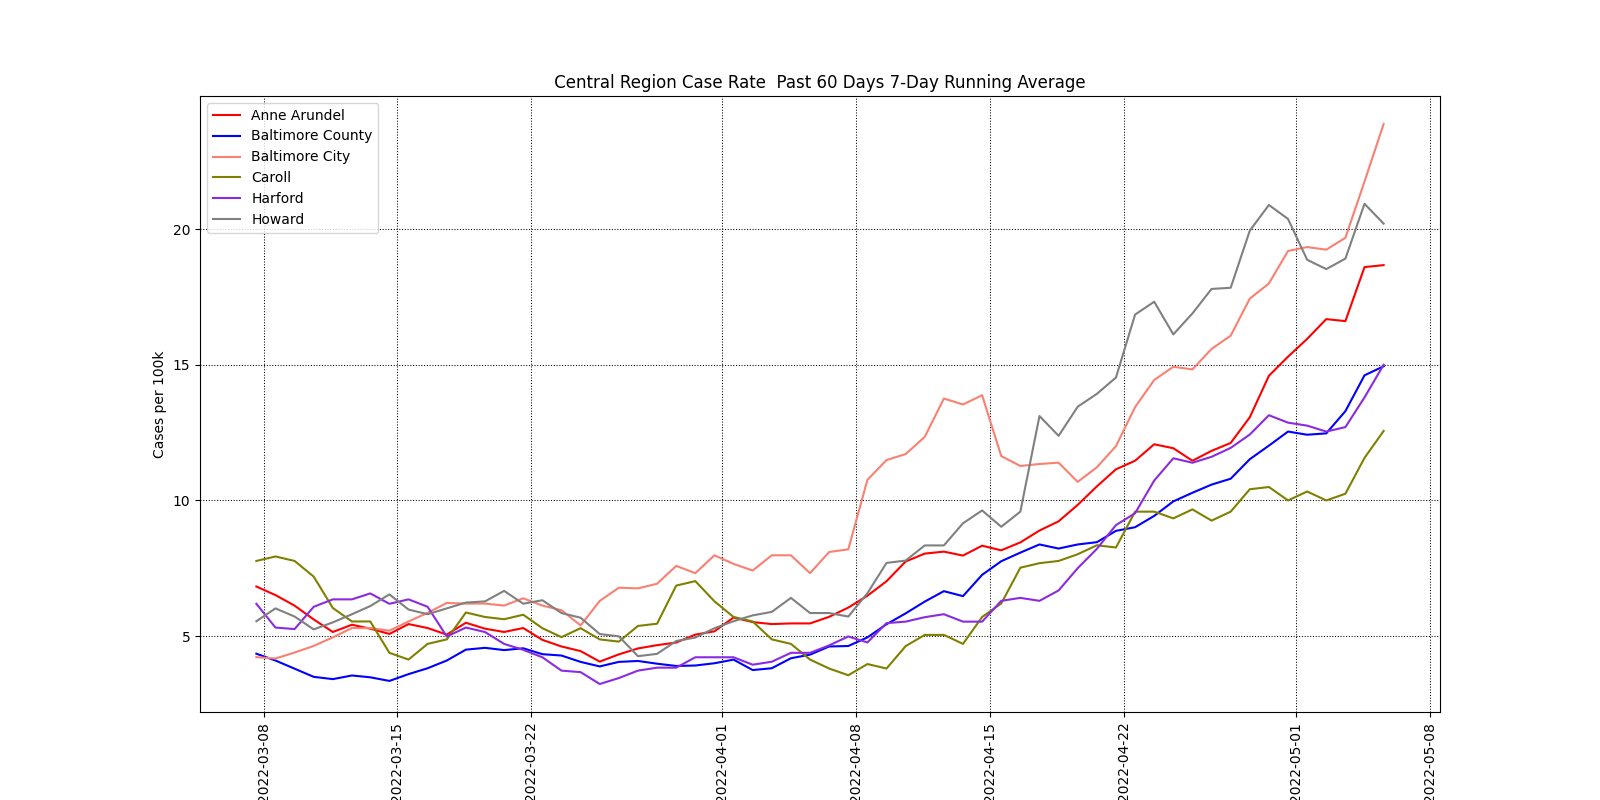 Central Region Case Rate  Past 60 Days 7-Day Running Average
Anne Arundel
Baltimore County
Baltimore City
Caroll
Harford
Howard
Cases per 100k
20
15
10
5
2022-03-08
2022-03-15
2022-03-22
2022-04-01
2022-04-08
2022-04-15
2022-04-22
2022-05-01
2022-05-08